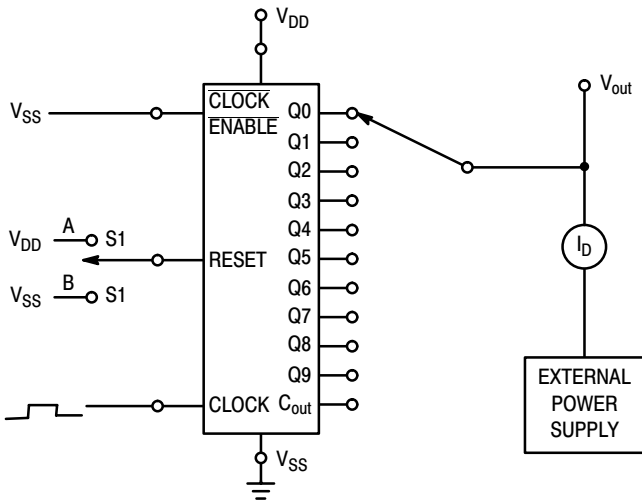 VDD
VSS
CLOCK
ENABLE
Q0
Q1
Q2
Q3
Q4
Q5
Q6
Q7
Q8
Q9
Cout
RESET
CLOCK
VDD
A
S1
VSS
B
S1
VSS
Vout
ID
EXTERNAL
POWER
SUPPLY